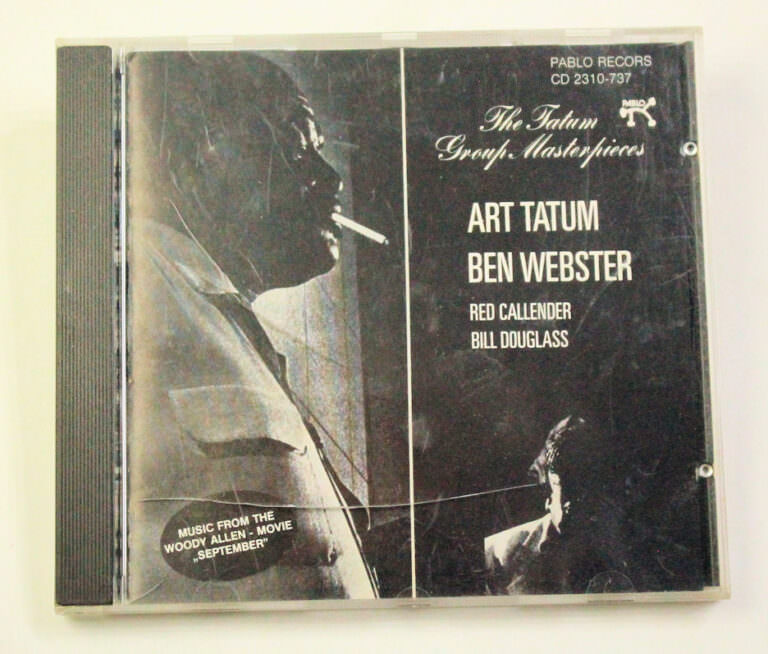 PABLO RECORS
CD 2310-737
PABLO
The Tatum
Group Masterpieces
ART TATUM
BEN WEBSTER
RED CALLENDER
BILL DOUGLASS
MUSIC FROM THE
WOODY ALLEN - MOVIE
„SEPTEMBER"